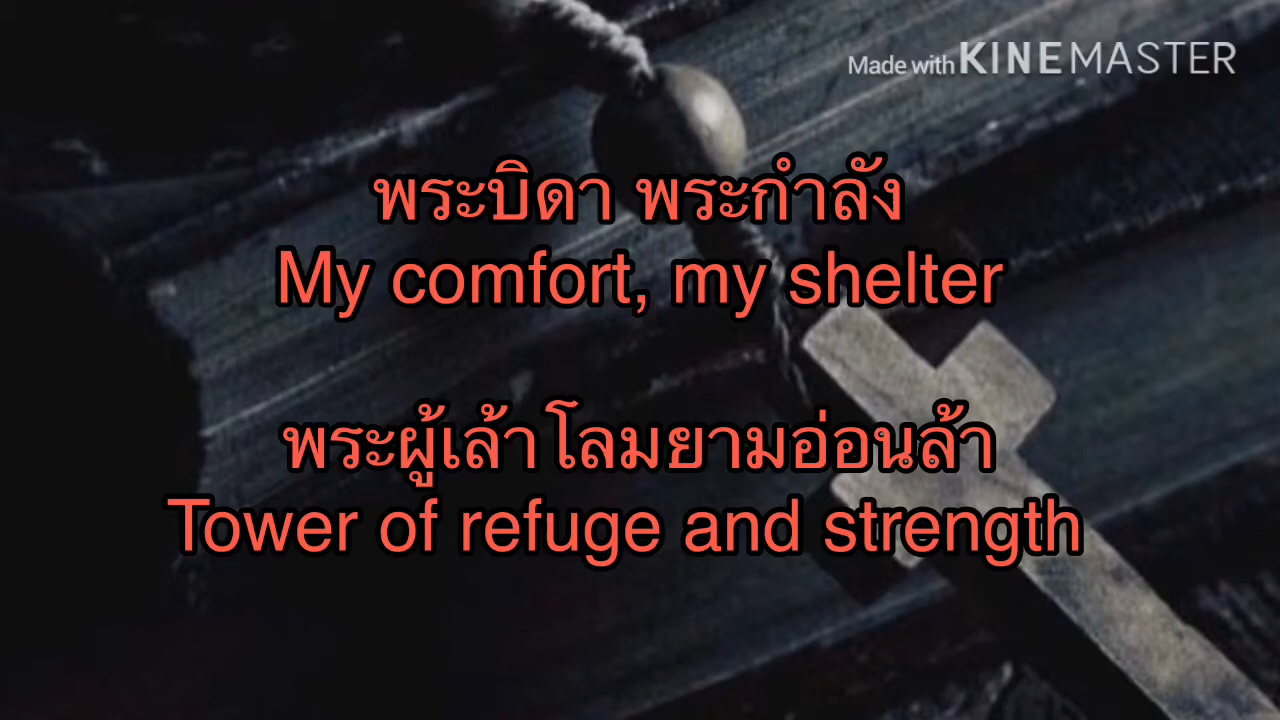 Made with KINEMASTER
พระบิดา พระกำลัง
My comfort, my shelter
พระผู้เล้าโลมยามอ่อนล้า
Tower of refuge and strength